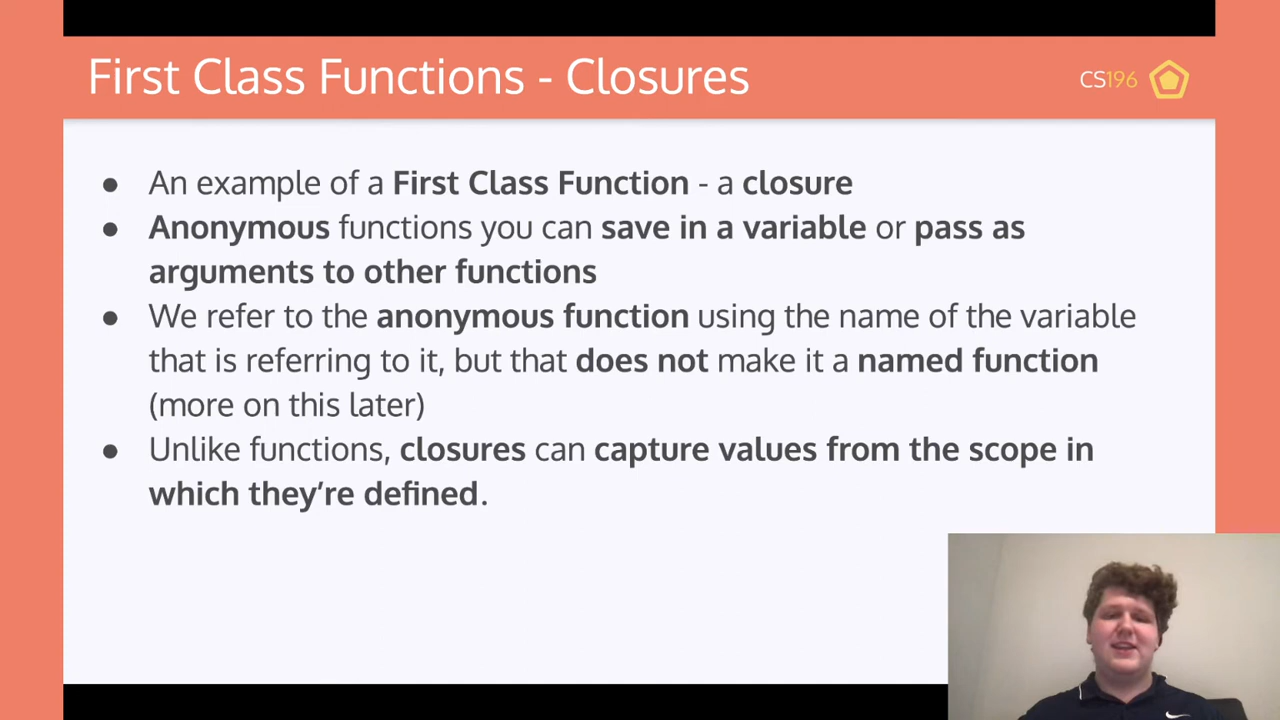 First Class Functions - Closures
CS196
● An example of a First Class Function - a closure
● Anonymous functions you can save in a variable or pass as
arguments to other functions
● We refer to the anonymous function using the name of the variable
that is referring to it, but that does not make it a named function
(more on this later)
● Unlike functions, closures can capture values from the scope in
which they’re defined.